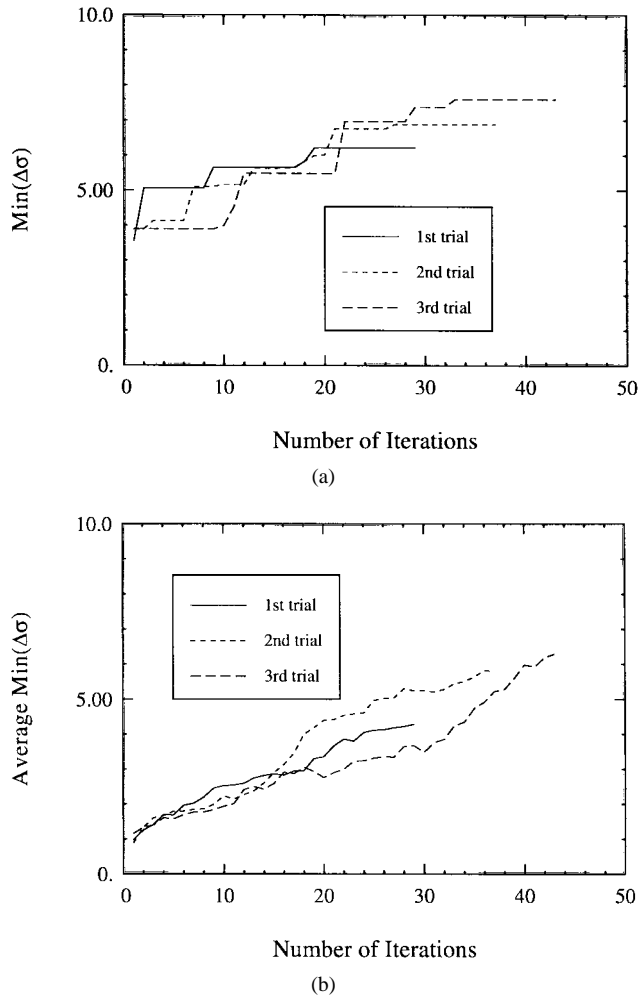 10.0
5.00
0.
Min(Δσ)
1st trial
2nd trial
3rd trial
0 10 20 30 40 50
Number of Iterations
(a)
10.0
5.00
0.
Average Min(Δσ)
1st trial
2nd trial
3rd trial
0 10 20 30 40 50
Number of Iterations
(b)